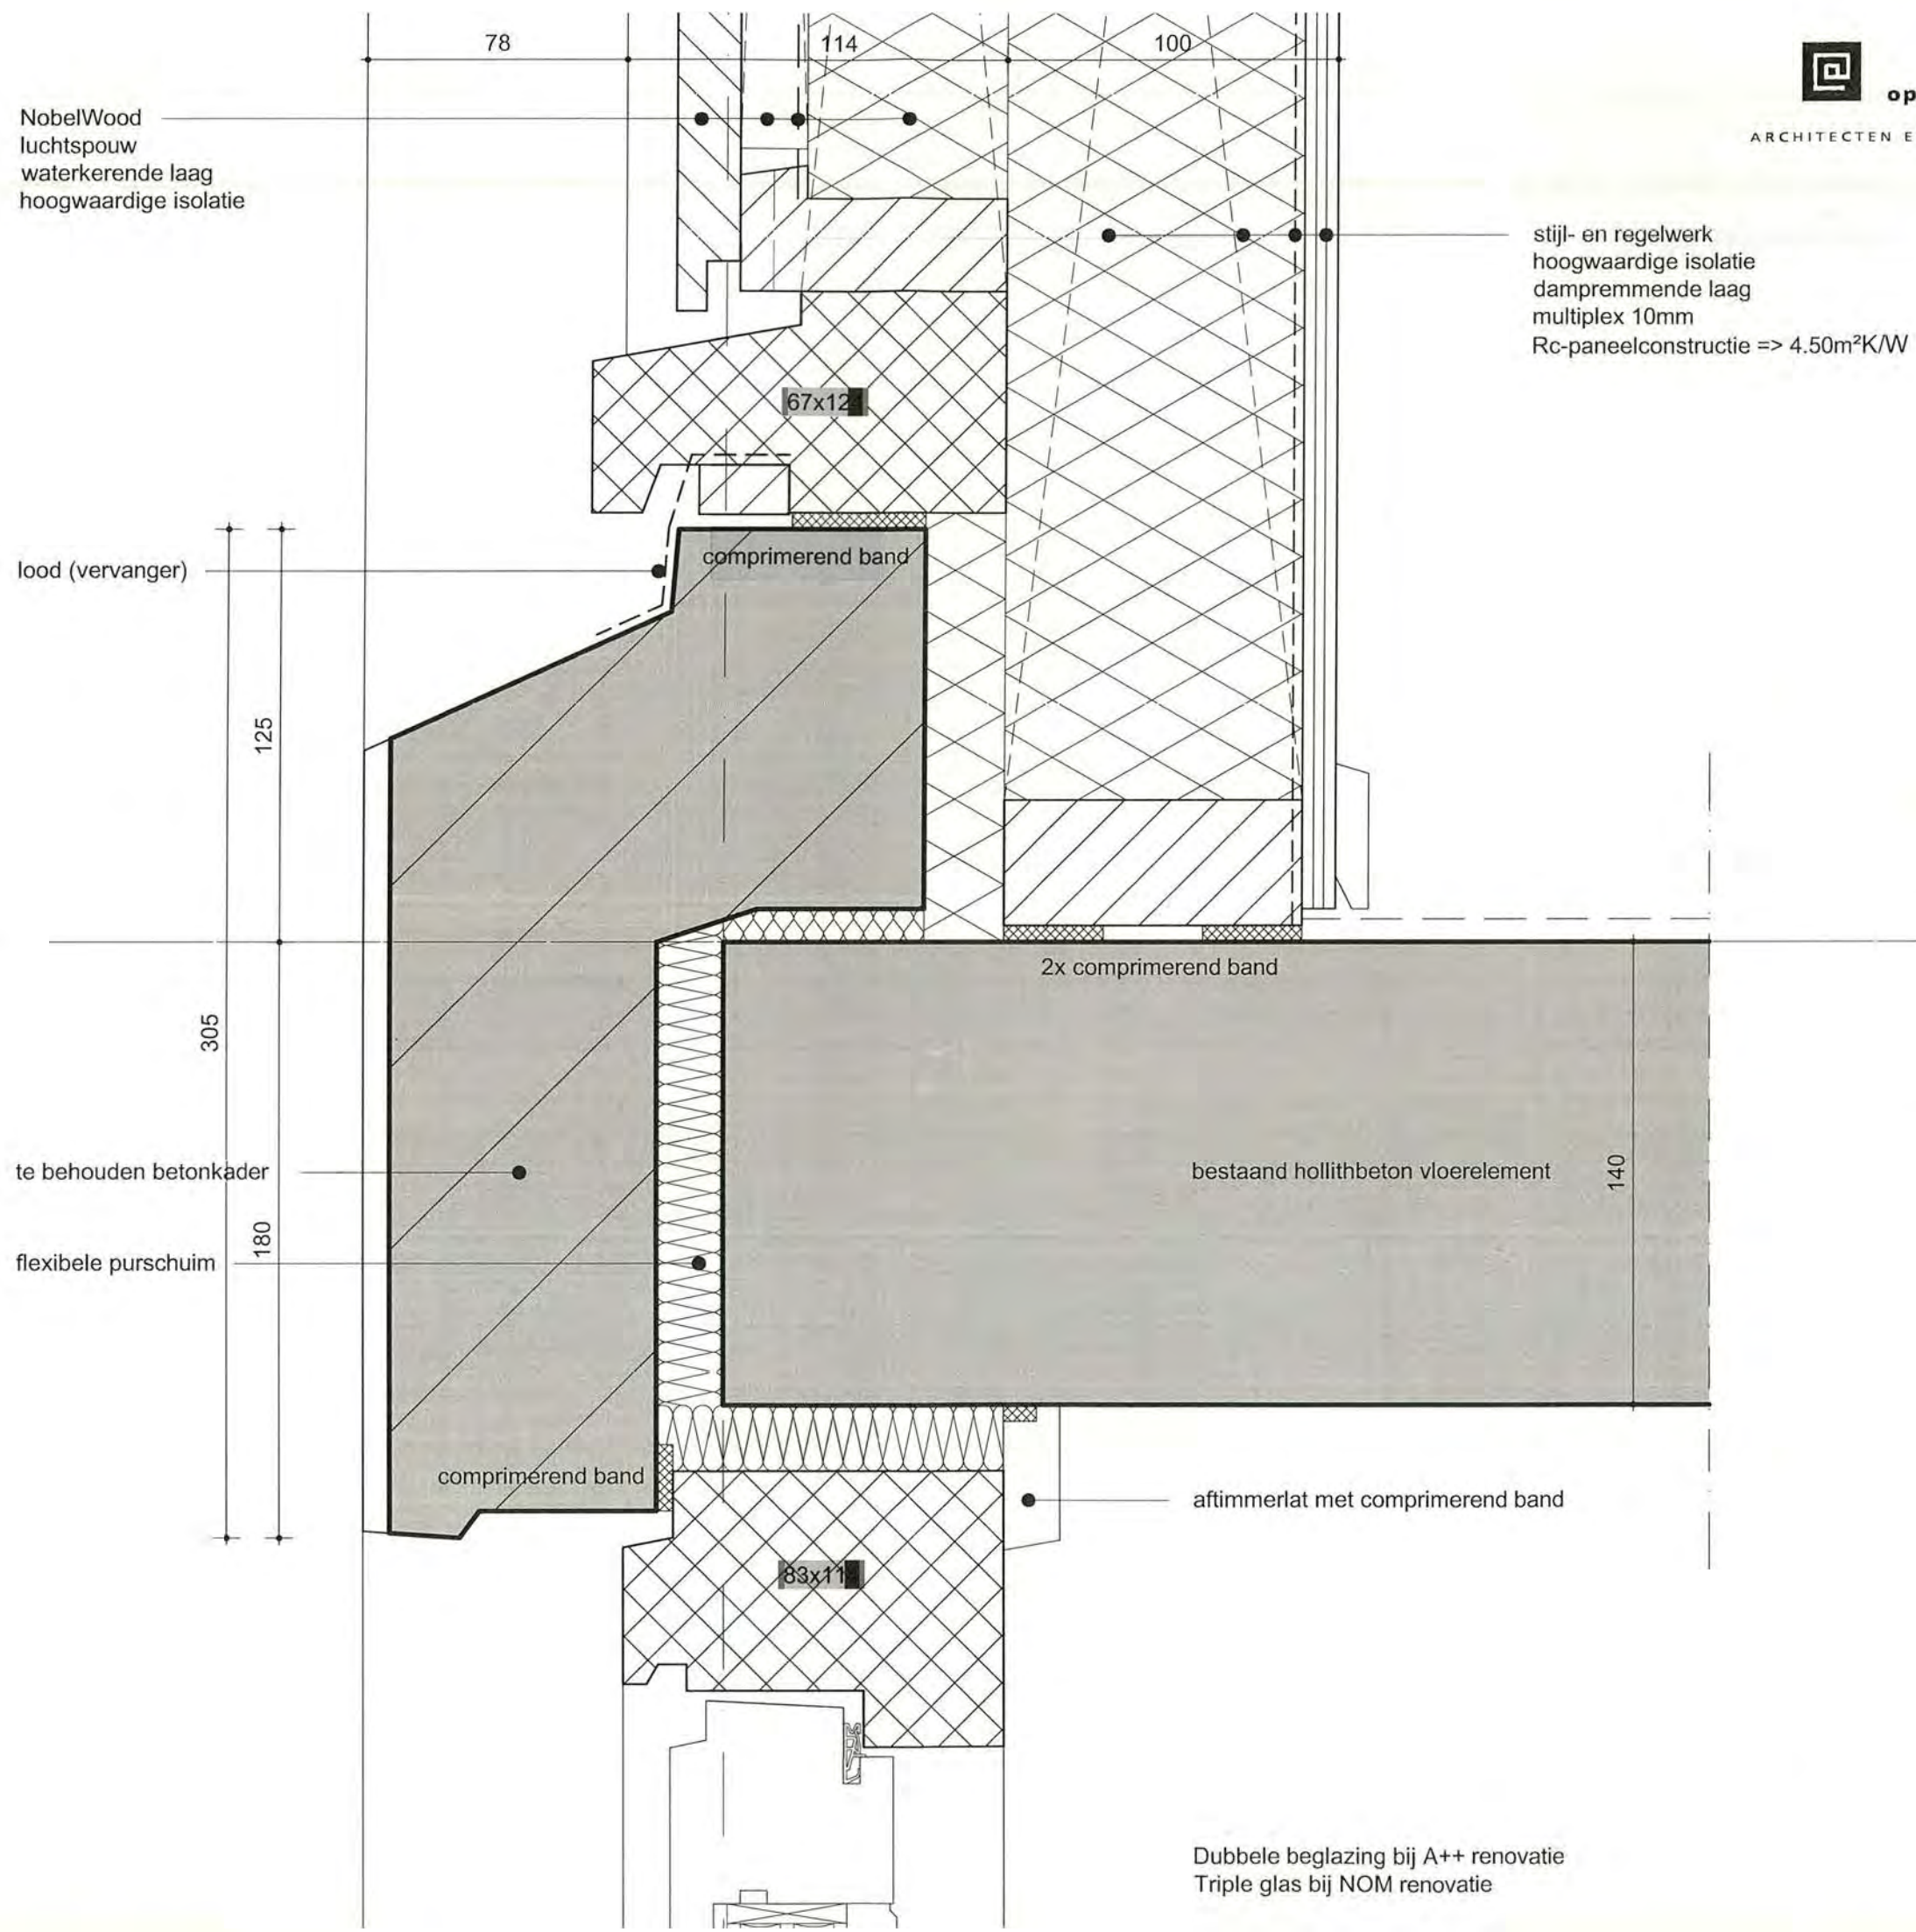 78
114
100
op
ARCHITECTEN E
NobelWood
luchtspouw
waterkerende laag
hoogwaardige isolatie
stijl- en regelwerk
hoogwaardige isolatie
dampremmende laag
multiplex 10mm
Rc-paneelconstructie => 4.50m²K/W
67x124
lood (vervanger)
comprimerend band
125
2x comprimerend band
305
te behouden betonkader
bestaand hollithbeton vloerelement
140
180
flexibele purschuim
comprimerend band
aftimmerlat met comprimerend band
Dubbele beglazing bij A++ renovatie
Triple glas bij NOM renovatie